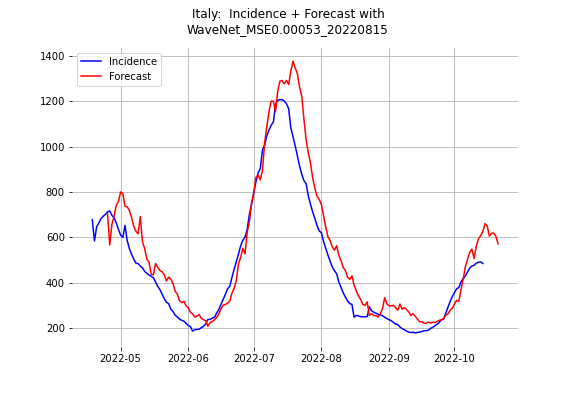 Italy:  Incidence + Forecast with
WaveNet_MSE0.00053_20220815
Incidence
Forecast
1400
1200
1000
800
600
400
200
2022-05 2022-06 2022-07 2022-08 2022-09 2022-10